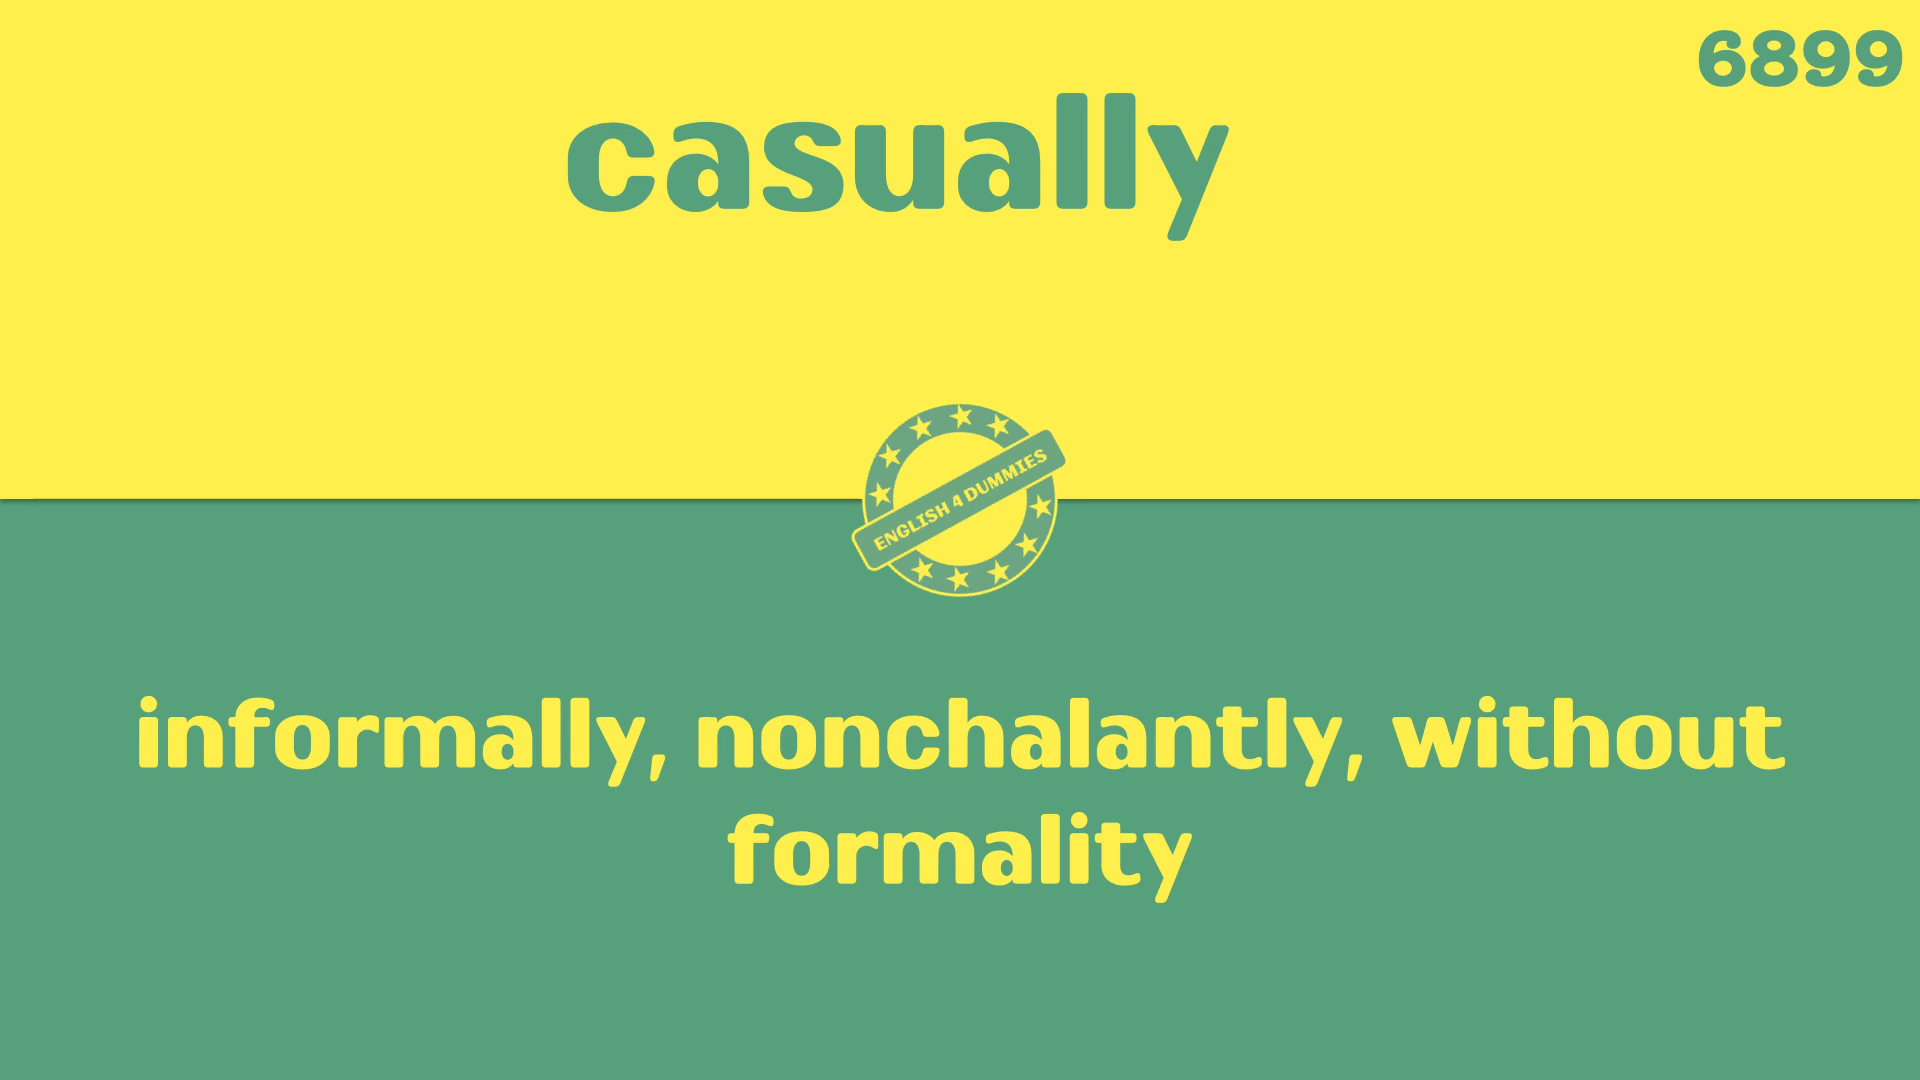 6899
casually
ENGLISH 4 DUMMIES
informally, nonchalantly, without
formality